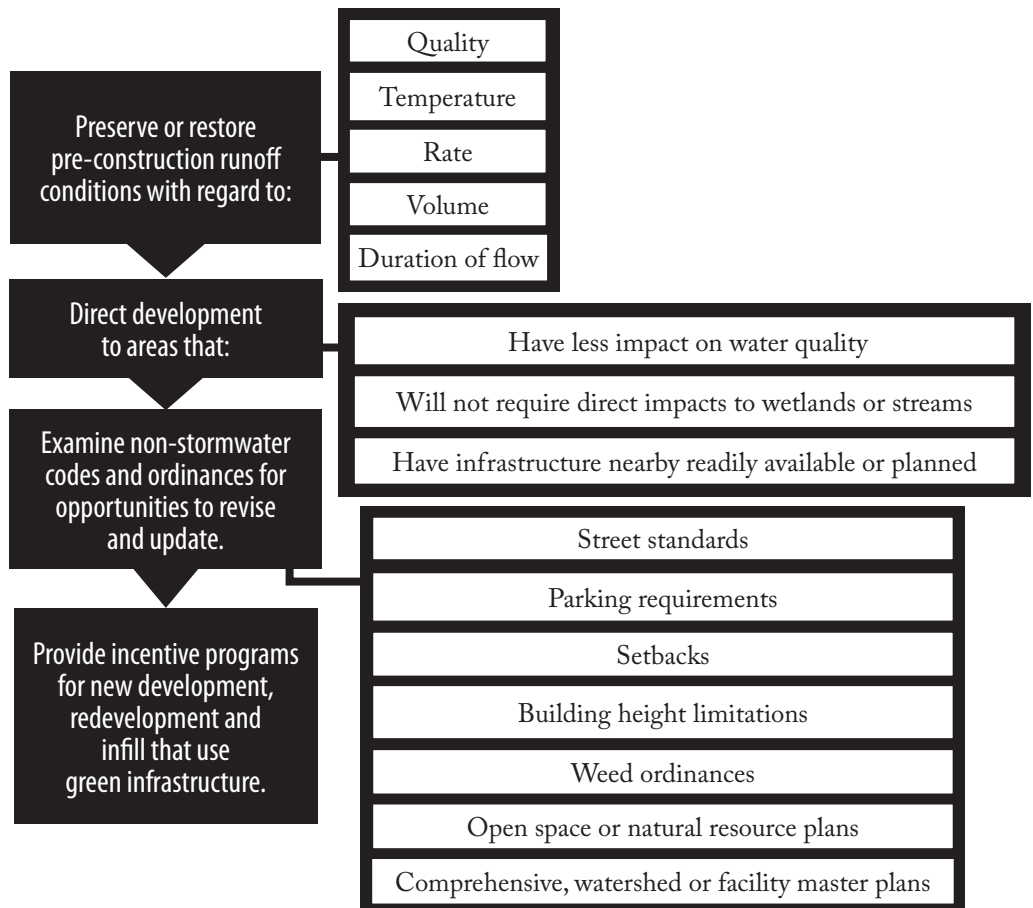 Preserve or restore
pre-construction runoff
conditions with regard to:
Quality
Temperature
Rate
Volume
Duration of flow
Direct development
to areas that:
Have less impact on water quality
Will not require direct impacts to wetlands or streams
Have infrastructure nearby readily available or planned
Examine non-stormwater
codes and ordinances for
opportunities to revise
and update.
Street standards
Parking requirements
Setbacks
Building height limitations
Weed ordinances
Open space or natural resource plans
Comprehensive, watershed or facility master plans
Provide incentive programs
for new development,
redevelopment and
infill that use
green infrastructure.